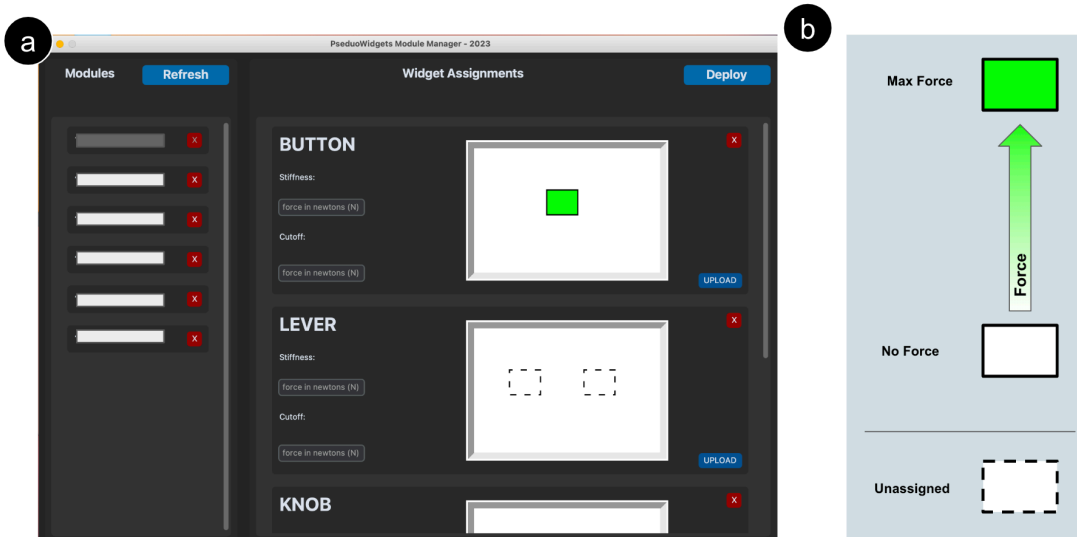 a
PseduoWidgets Module Manager - 2023
Modules
Refresh
Widget Assignments
Deploy
X
X
X
X
X
X
BUTTON
X
Stiffness:
force in newtons (N)
Cutoff:
force in newtons (N)
UPLOAD
LEVER
X
Stiffness:
force in newtons (N)
Cutoff:
force in newtons (N)
UPLOAD
KNOB
X
b
Max Force
Force
No Force
Unassigned